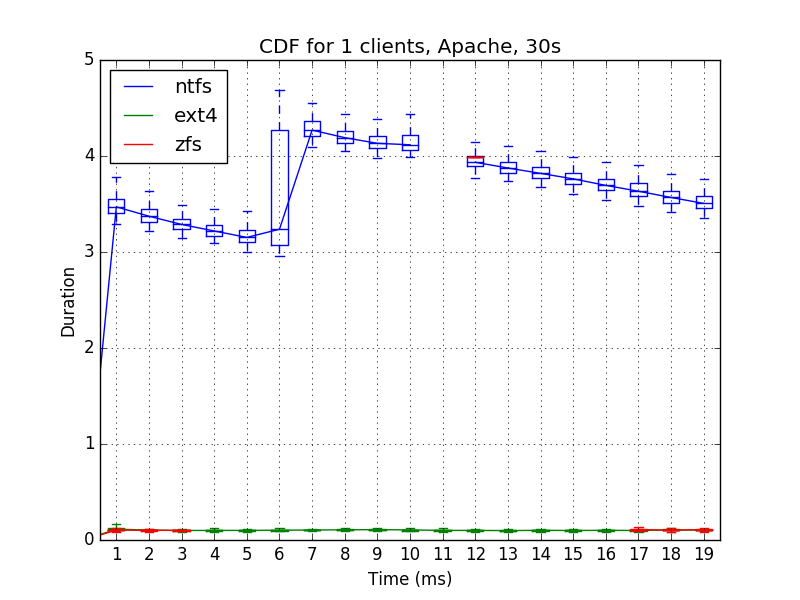 CDF for 1 clients, Apache, 30s
ntfs
ext4
zfs
Duration
5
4
3
2
1
0
1 2 3 4 5 6 7 8 9 10 11 12 13 14 15 16 17 18 19
Time (ms)